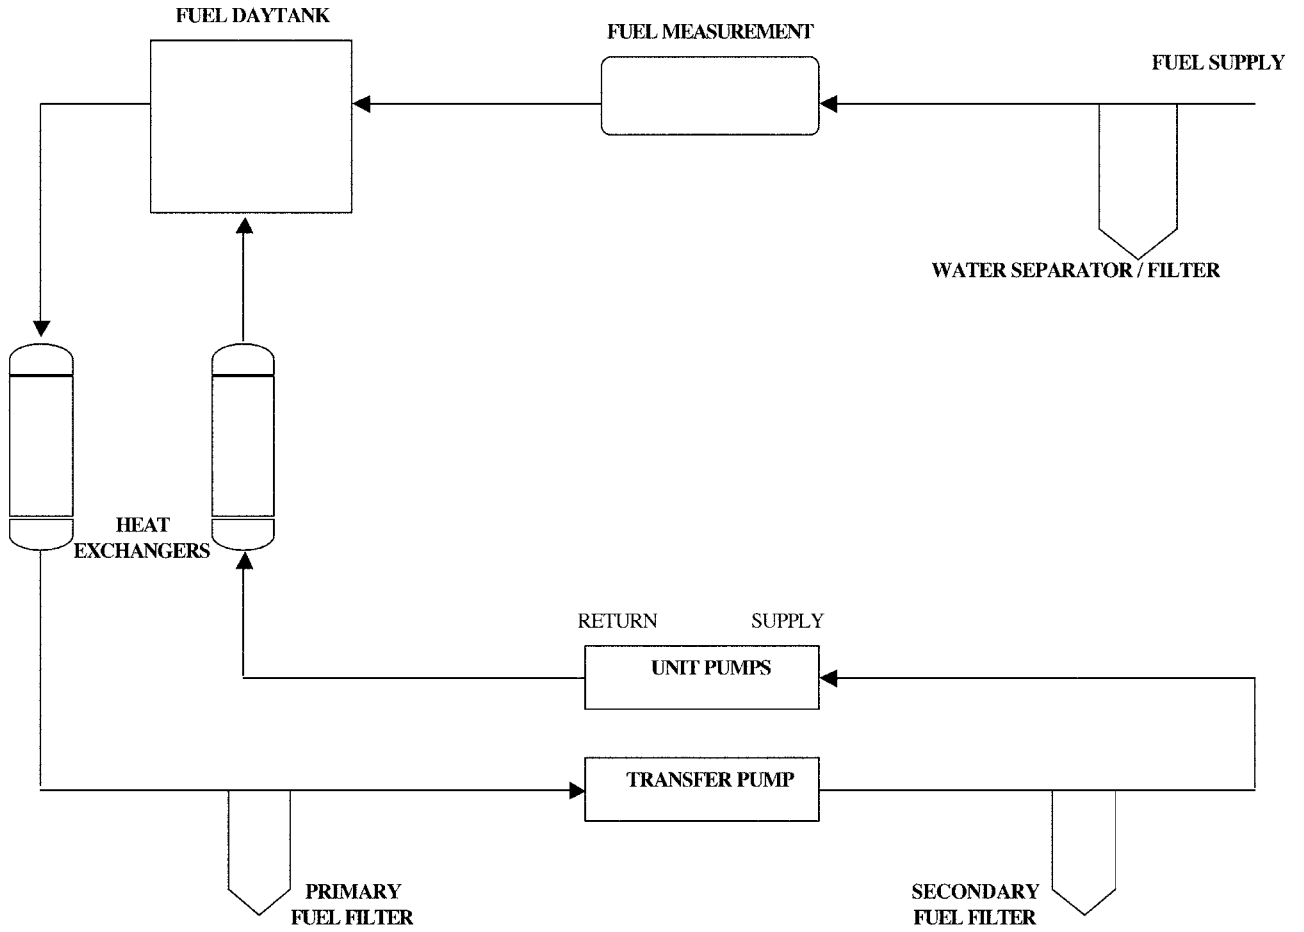 FUEL DAYTANK
FUEL MEASUREMENT
FUEL SUPPLY
WATER SEPARATOR / FILTER
HEAT
EXCHANGERS
RETURN
SUPPLY
UNIT PUMPS
TRANSFER PUMP
PRIMARY
FUEL FILTER
SECONDARY
FUEL FILTER